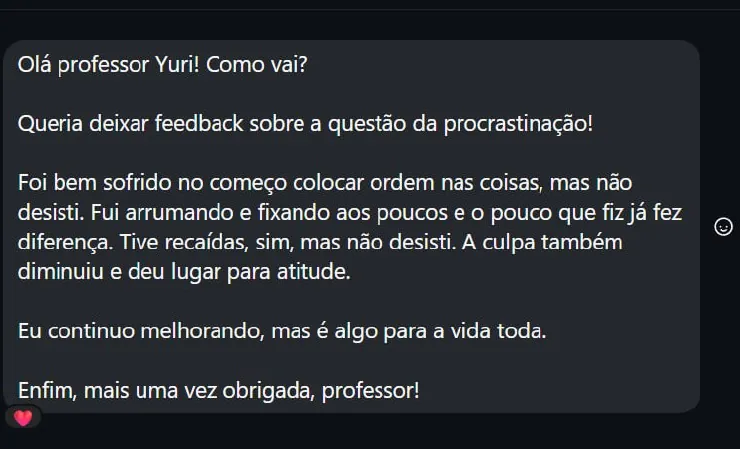 Olá professor Yuri! Como vai?
Queria deixar feedback sobre a questão da procrastinação!
Foi bem sofrido no começo colocar ordem nas coisas, mas não
desisti. Fui arrumando e fixando aos poucos e o pouco que fiz já fez
diferença. Tive recaídas, sim, mas não desisti. A culpa também
diminuiu e deu lugar para atitude.
Eu continuo melhorando, mas é algo para a vida toda.
Enfim, mais uma vez obrigada, professor!